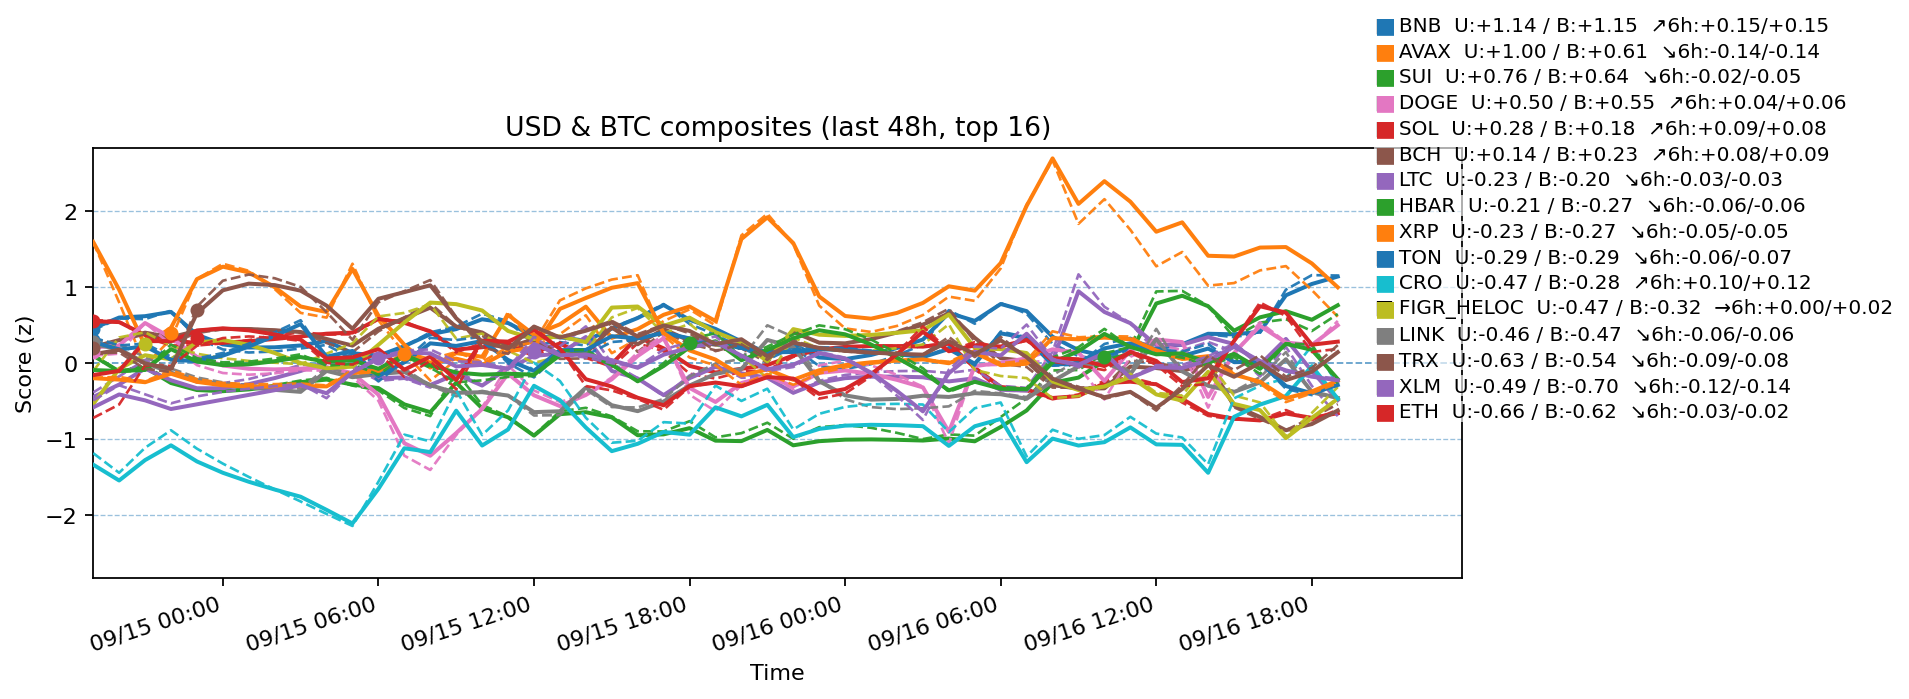 BNB U:+1.14 / B:+1.15 ↗6h:+0.15/+0.15
AVAX U:+1.00 / B:+0.61 ↘6h:-0.14/-0.14
SUI U:+0.76 / B:+0.64 ↘6h:-0.02/-0.05
DOGE U:+0.50 / B:+0.55 ↗6h:+0.04/+0.06
SOL U:+0.28 / B:+0.18 ↗6h:+0.09/+0.08
BCH U:+0.14 / B:+0.23 ↗6h:+0.08/+0.09
LTC U:-0.23 / B:-0.20 ↘6h:-0.03/-0.03
HBAR U:-0.21 / B:-0.27 ↘6h:-0.06/-0.06
XRP U:-0.23 / B:-0.27 ↘6h:-0.05/-0.05
TON U:-0.29 / B:-0.29 ↘6h:-0.06/-0.07
CRO U:-0.47 / B:-0.28 ↗6h:+0.10/+0.12
FIGR_HELOC U:-0.47 / B:-0.32 →6h:+0.00/+0.02
LINK U:-0.46 / B:-0.47 ↘6h:-0.06/-0.06
TRX U:-0.63 / B:-0.54 ↘6h:-0.09/-0.08
XLM U:-0.49 / B:-0.70 ↘6h:-0.12/-0.14
ETH U:-0.66 / B:-0.62 ↘6h:-0.03/-0.02
USD & BTC composites (last 48h, top 16)
Score (z)
2
1
0
−1
−2
09/15 00:00
09/15 06:00
09/15 12:00
09/15 18:00
09/16 00:00
09/16 06:00
09/16 12:00
09/16 18:00
Time